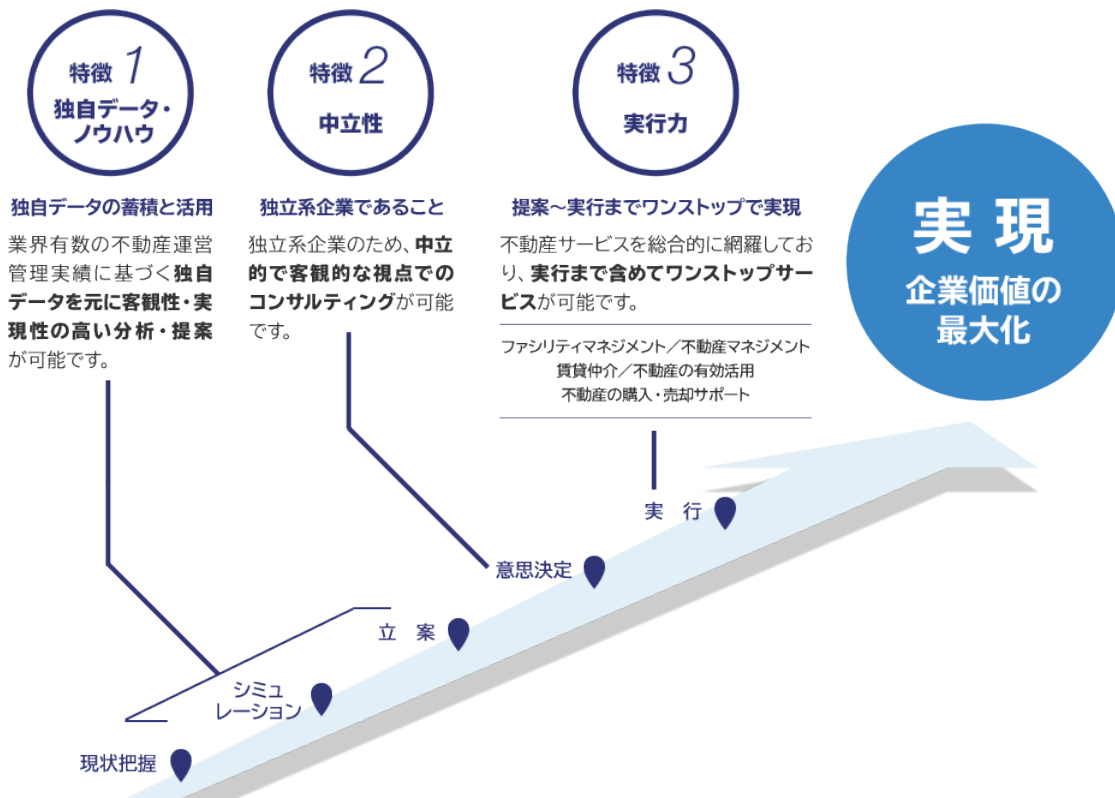 特徴 1
独自データ・
ノウハウ
独自データの蓄積と活用
業界有数の不動産運営
管理実績に基づく独自
データを元に客観性・実
現性の高い分析・提案
が可能です。
特徴 2
中立性
独立系企業であること
独立系企業のため、中立
的で客観的な視点での
コンサルティングが可能
です。
特徴 3
実行力
提案～実行までワンストップで実現
不動産サービスを総合的に網羅してお
り、実行まで含めてワンストップサー
ビスが可能です。
ファシリティマネジメント／不動産マネジメント
賃貸仲介／不動産の有効活用
不動産の購入・売却サポート
実 現
企業価値の
最大化
実 行
意思決定
立 案
シミュ
レーション
現状把握